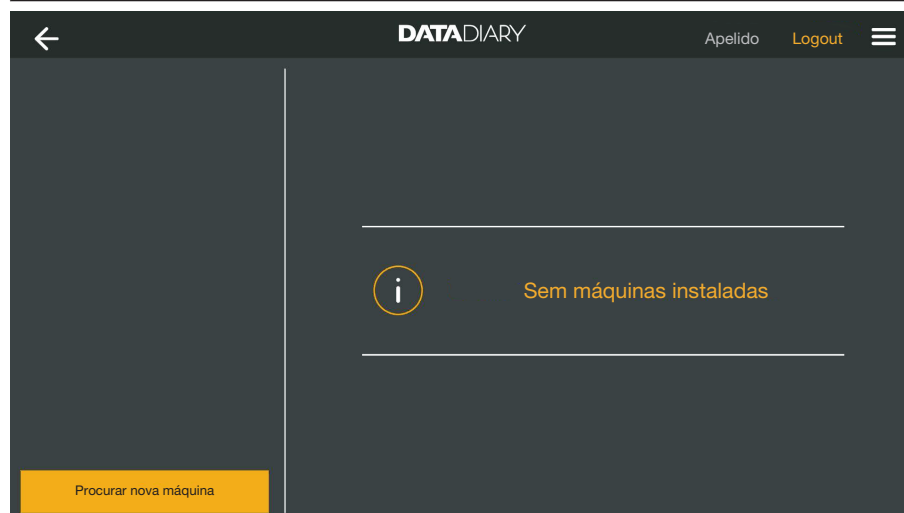 DATADIARY
Apelido Logout
i
Sem máquinas instaladas
Procurar nova máquina